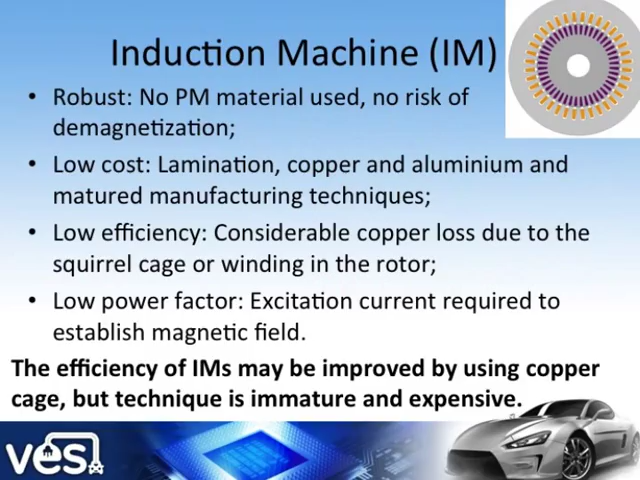 Induction Machine (IM)
• Robust: No PM material used, no risk of
demagnetization;
• Low cost: Lamination, copper and aluminium and
matured manufacturing techniques;
• Low efficiency: Considerable copper loss due to the
squirrel cage or winding in the rotor;
• Low power factor: Excitation current required to
establish magnetic field.
The efficiency of IMs may be improved by using copper
cage, but technique is immature and expensive.
ves